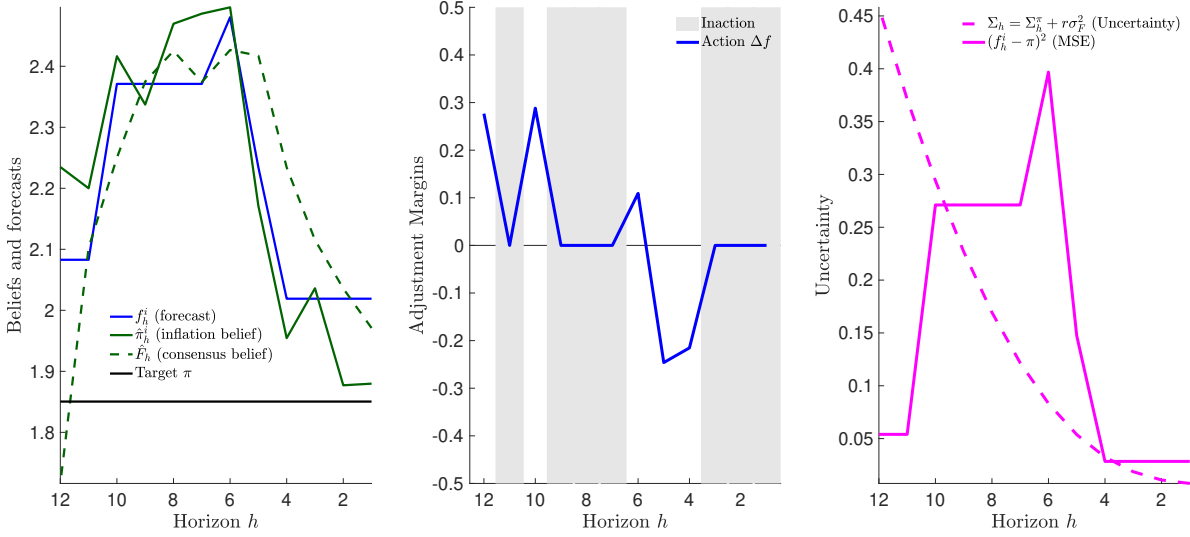 Beliefs and forecasts
2.4
2.3
2.2
2.1
2
1.9
1.8
f_h^i (forecast)
π̂_h^i (inflation belief)
F̂_h (consensus belief)
Target π
12 10 8 6 4 2
Horizon h
Adjustment Margins
0.5
0.4
0.3
0.2
0.1
0
-0.1
-0.2
-0.3
-0.4
-0.5
Inaction
Action Δf
12 10 8 6 4 2
Horizon h
Uncertainty
0.45
0.4
0.35
0.3
0.25
0.2
0.15
0.1
0.05
Σ_h = Σ_h^π + rσ_F^2 (Uncertainty)
(f_h^i − π)^2 (MSE)
12 10 8 6 4 2
Horizon h